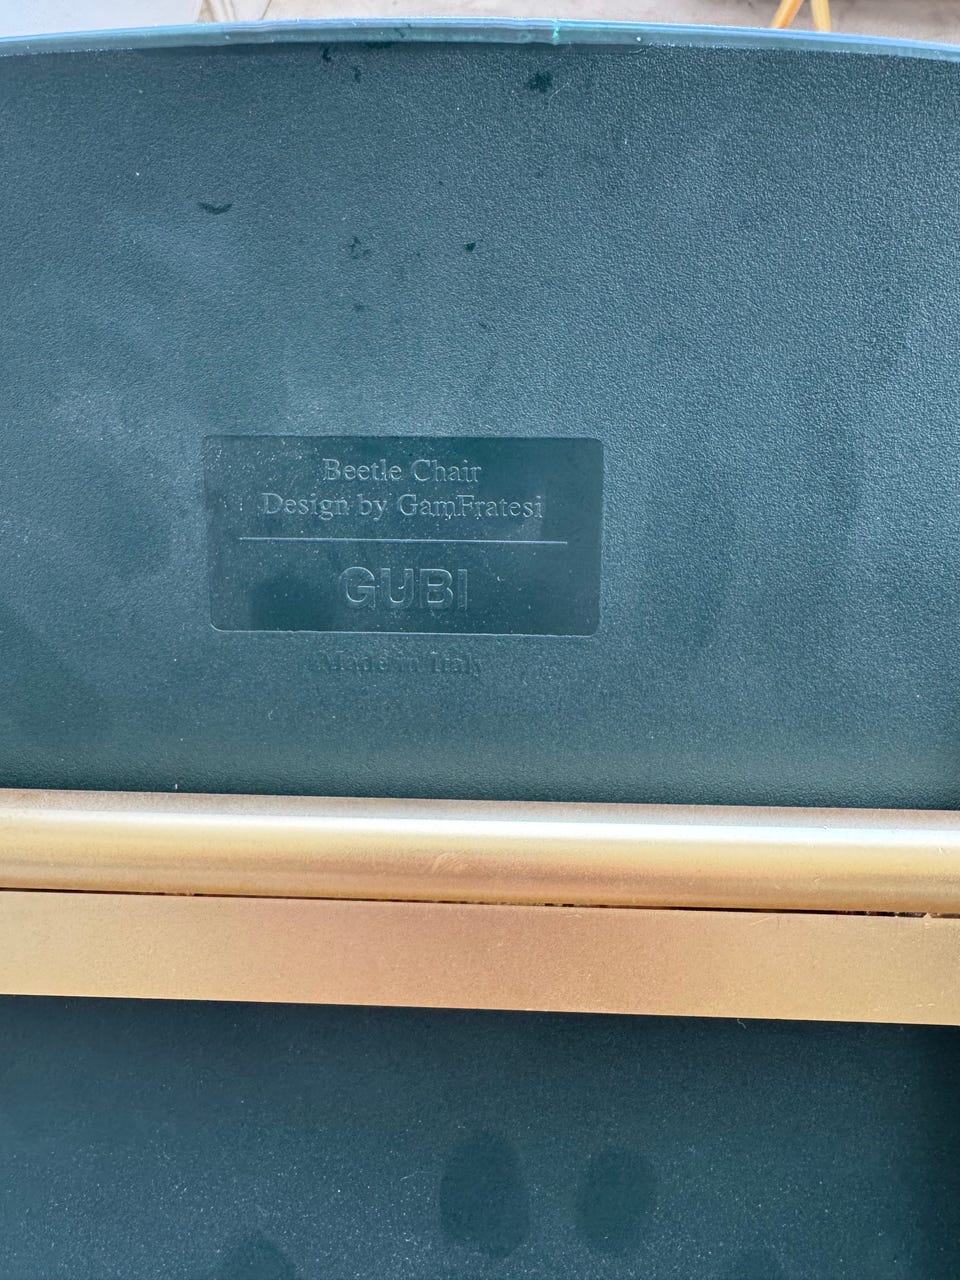 Beetle Chair
Design by GamFratesi
GUBI
Made in Italy